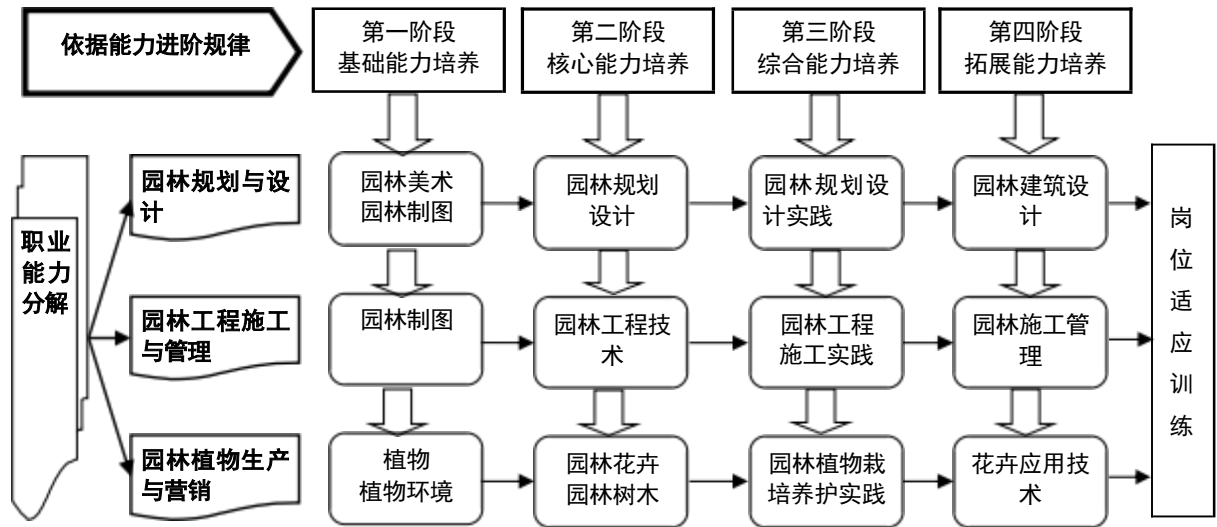 依据能力进阶规律
第一阶段
基础能力培养
第二阶段
核心能力培养
第三阶段
综合能力培养
第四阶段
拓展能力培养
职业
能力
分解
园林规划与设
计
园林美术
园林制图
园林规划
设计
园林规划设
计实践
园林建筑设
计
园林工程施工
与管理
园林制图
园林工程技
术
园林工程
施工实践
园林施工管
理
园林植物生产
与营销
植物
植物环境
园林花卉
园林树木
园林植物栽
培养护实践
花卉应用技
术
岗
位
适
应
训
练